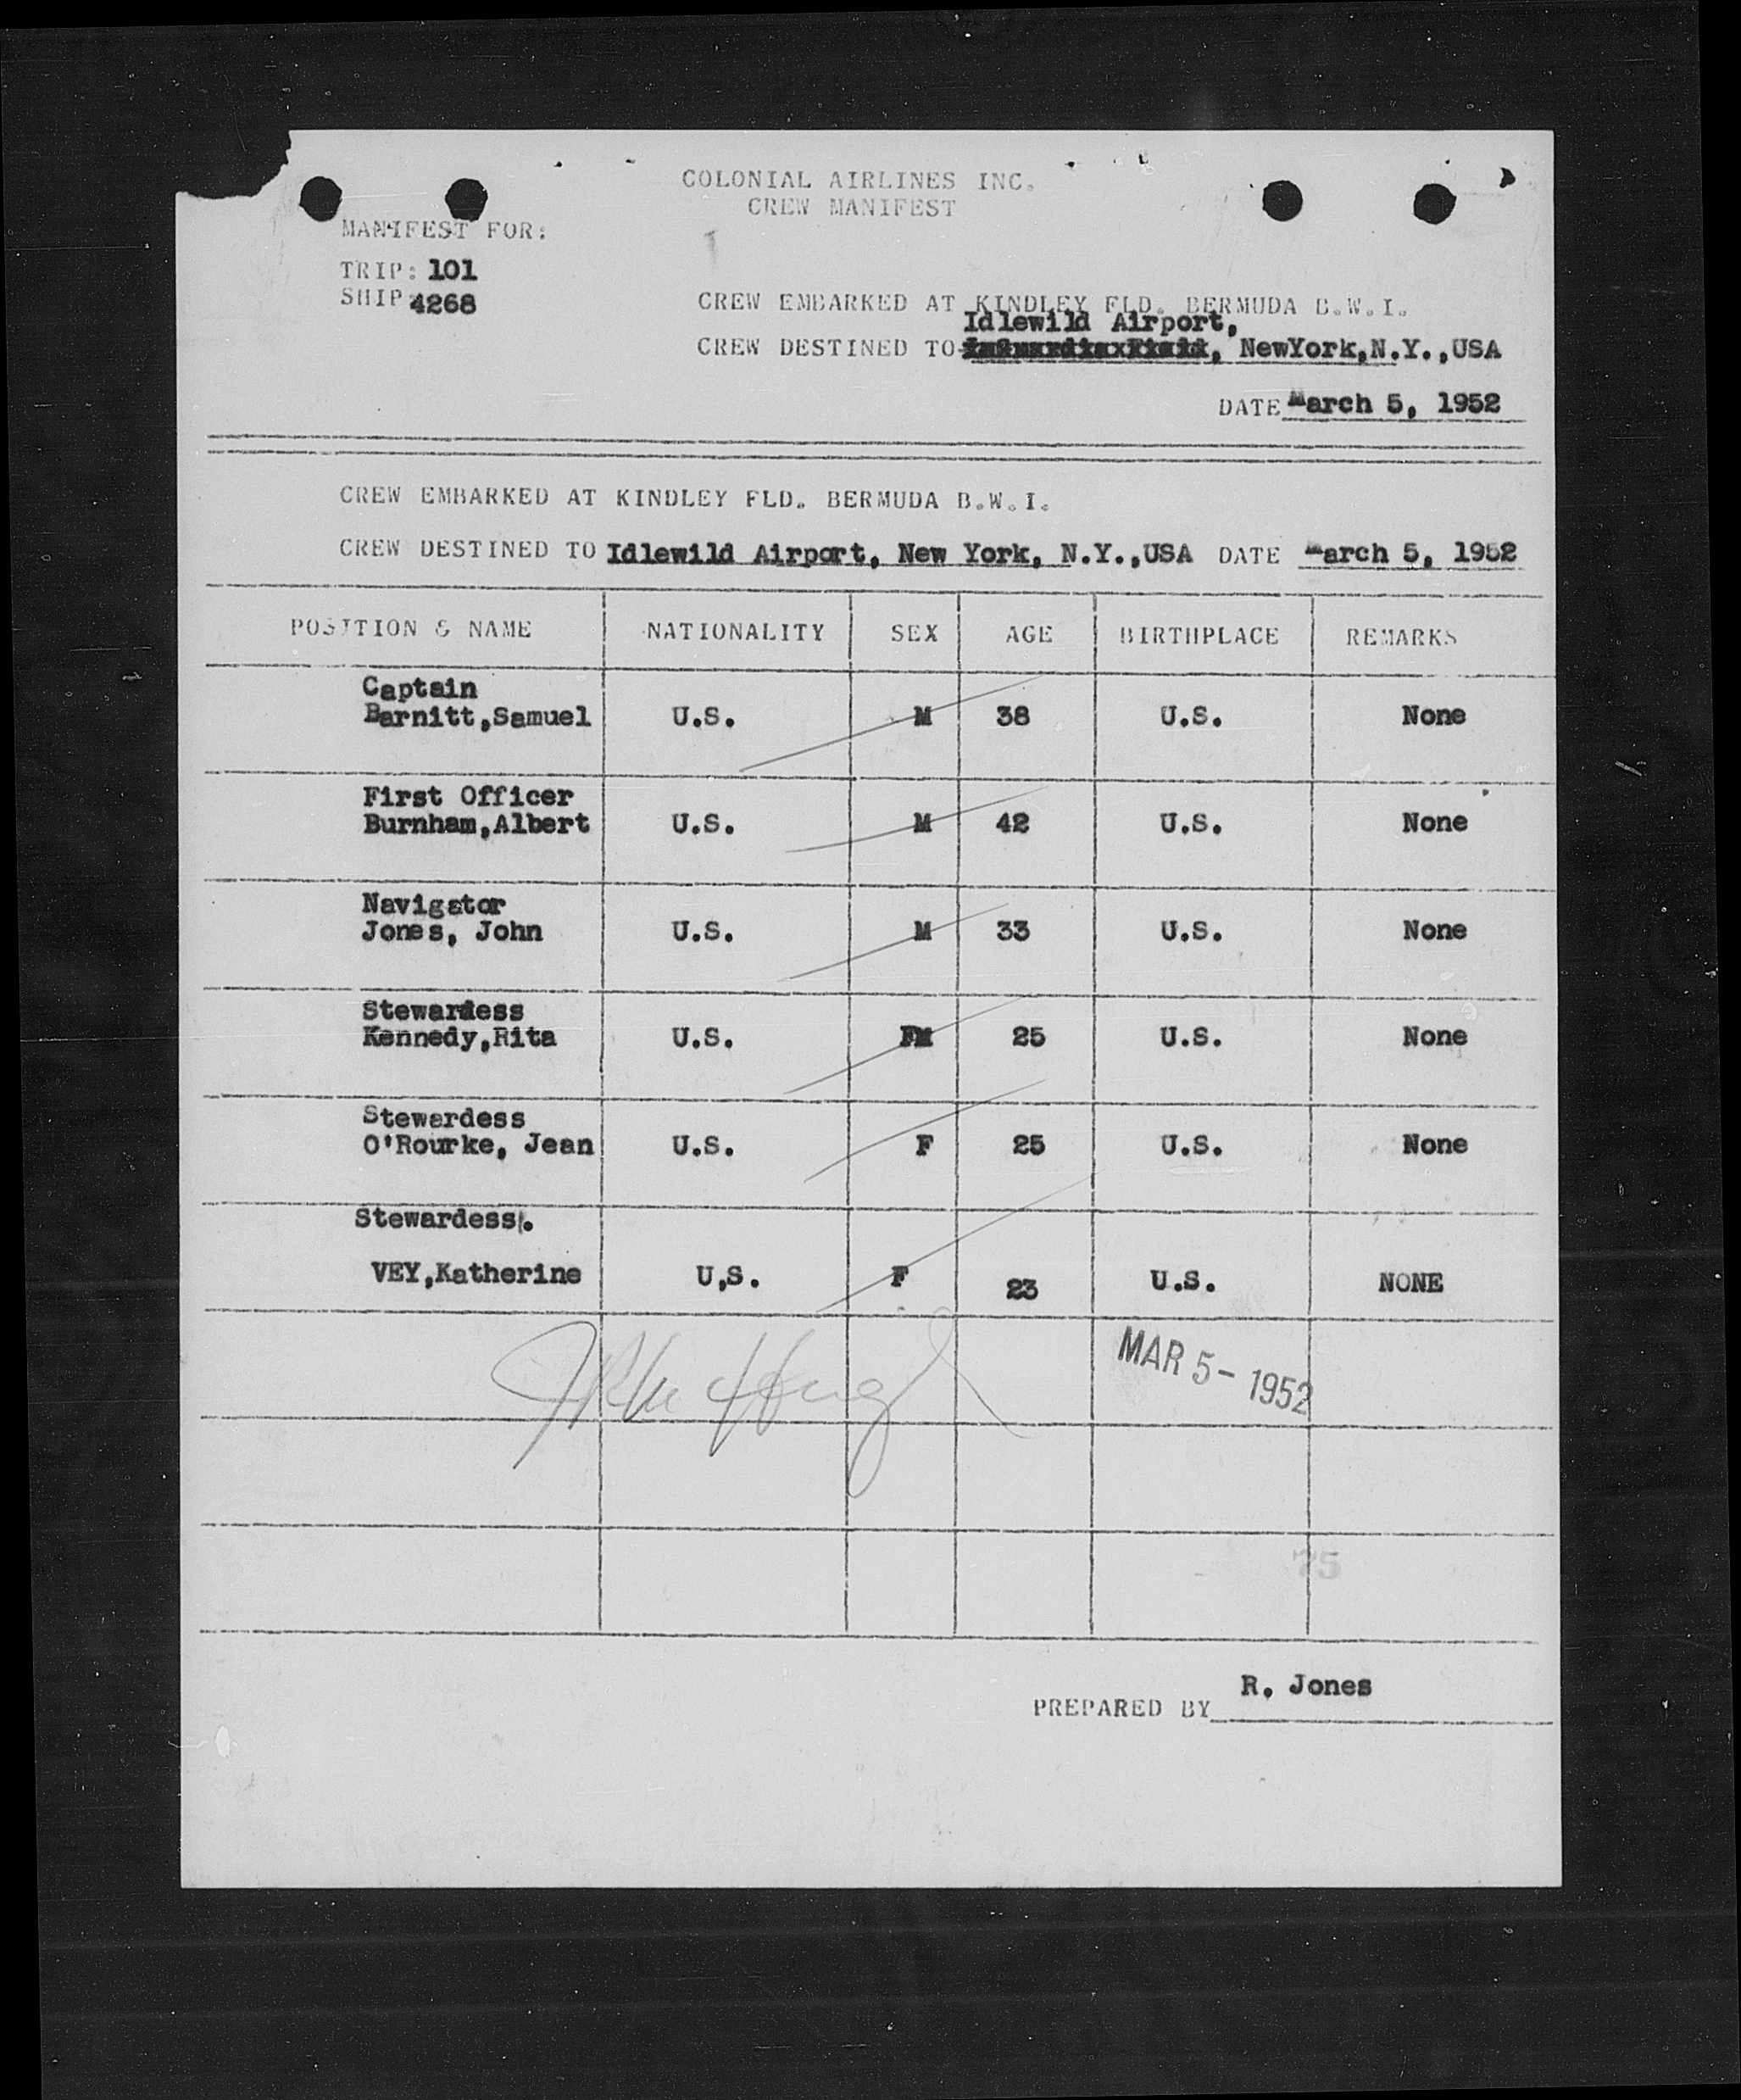 COLONIAL AIRLINES INC.
CREW MANIFEST
MANIFEST FOR:
TRIP: 101
SHIP 4268
CREW EMBARKED AT KINDLEY FLD. BERMUDA B.W.I.
Idlewild Airport,
CREW DESTINED TO NewYork,N.Y.,USA
DATE March 5, 1952
CREW EMBARKED AT KINDLEY FLD. BERMUDA B.W.I.
CREW DESTINED TO Idlewild Airport, New York, N.Y.,USA DATE March 5, 1952
POSITION & NAME NATIONALITY SEX AGE BIRTHPLACE REMARKS
Captain
Barnitt,Samuel U.S. M 38 U.S. None
First Officer
Burnham,Albert U.S. M 42 U.S. None
Navigator
Jones, John U.S. M 33 U.S. None
Stewardess
Kennedy,Rita U.S. FM 25 U.S. None
Stewardess
O'Rourke, Jean U.S. F 25 U.S. None
Stewardess.
VEY,Katherine U,S. F 23 U.S. NONE
MAR 5 - 1952
75
R. Jones
PREPARED BY